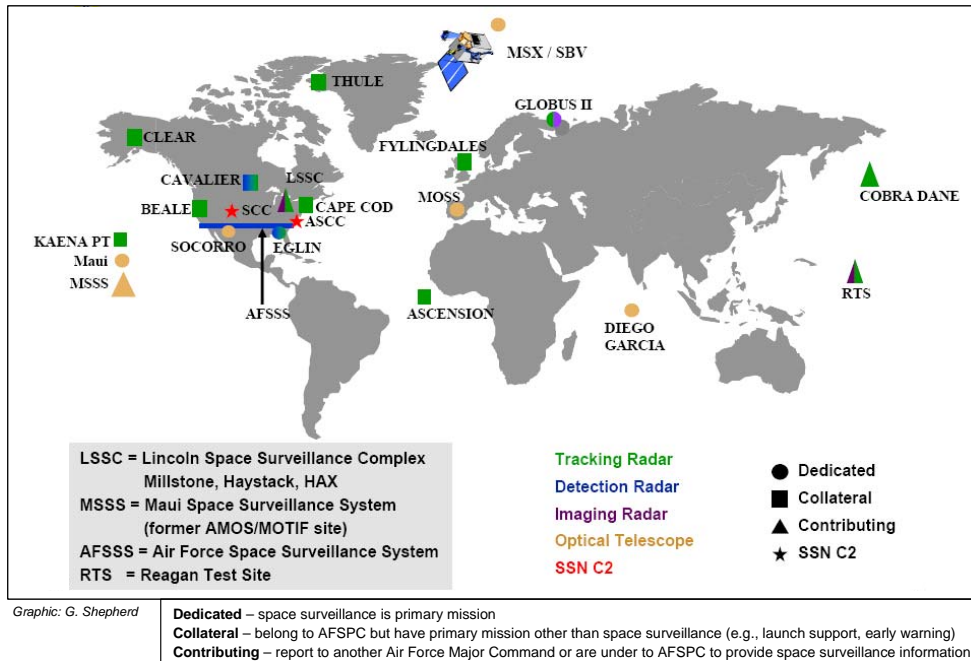 MSX / SBV
THULE
GLOBUS II
CLEAR
FYLINGDALES
CAVALIER
LSSC
MOSS
COBRA DANE
BEALE
SCC
CAPE COD
ASCC
KAENA PT
SOCORRO
EGLIN
Maui
MSSS
RTS
AFSSS
ASCENSION
DIEGO
GARCIA
LSSC = Lincoln Space Surveillance Complex
Millstone, Haystack, HAX
MSSS = Maui Space Surveillance System
(former AMOS/MOTIF site)
AFSSS = Air Force Space Surveillance System
RTS = Reagan Test Site
Tracking Radar
Detection Radar
Imaging Radar
Optical Telescope
SSN C2
Dedicated
Collateral
Contributing
SSN C2
Graphic: G. Shepherd
Dedicated – space surveillance is primary mission
Collateral – belong to AFSPC but have primary mission other than space surveillance (e.g., launch support, early warning)
Contributing – report to another Air Force Major Command or are under to AFSPC to provide space surveillance information